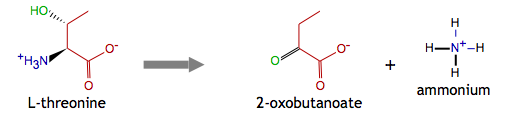 HO
+H3N
O-
O
L-threonine
O
O-
O
2-oxobutanoate
+
H
H-N+-H
H
ammonium